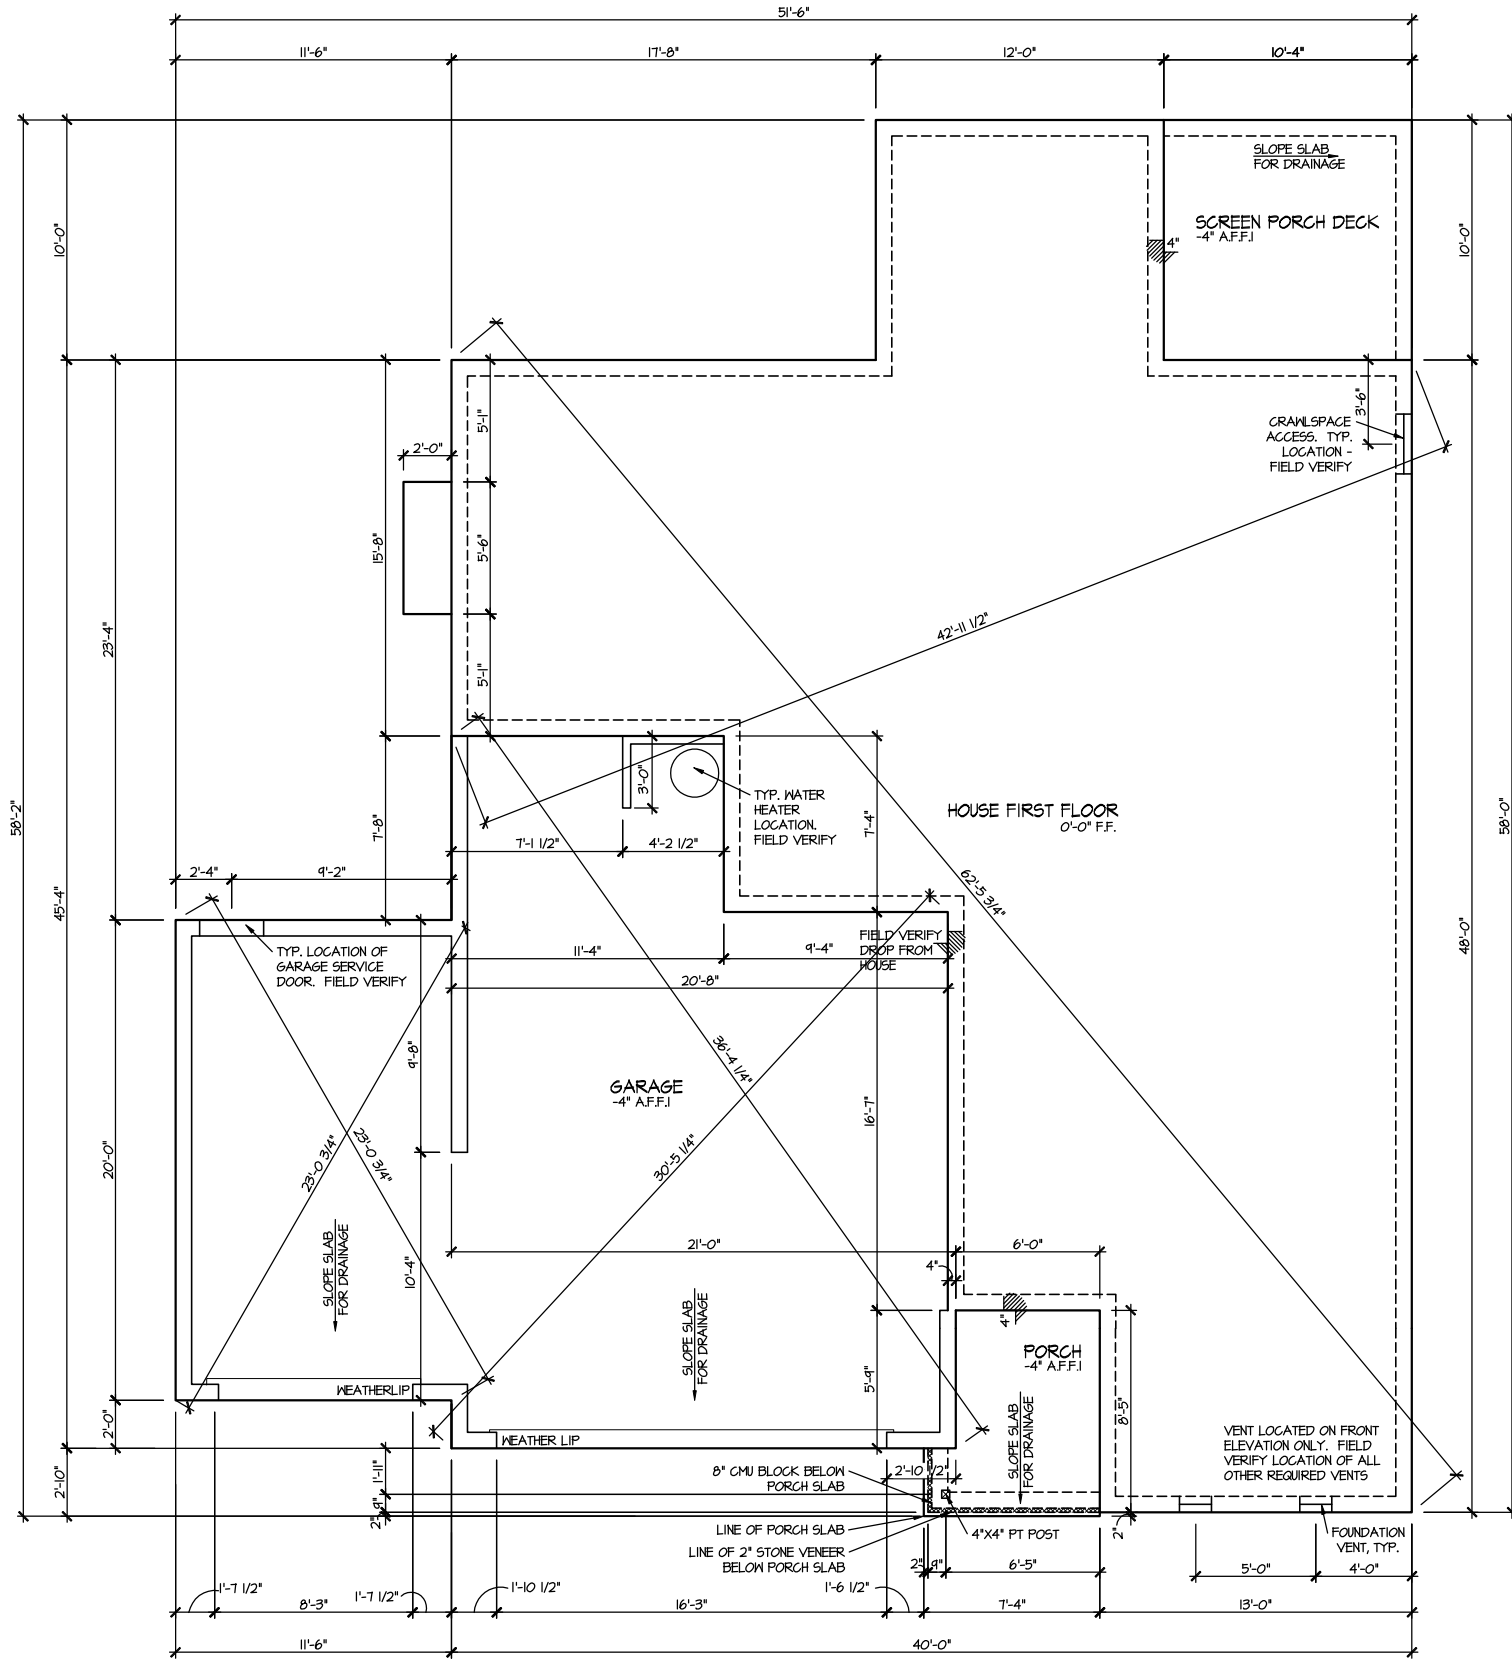 51'-6"
11'-6"
17'-8"
12'-0"
10'-4"
SLOPE SLAB
FOR DRAINAGE
SCREEN PORCH DECK
-4" A.F.F.I
4"
10'-0"
10'-0"
3'-6"
CRAWLSPACE
ACCESS. TYP.
LOCATION -
FIELD VERIFY
5'-1"
2'-0"
15'-8"
5'-6"
23'-4"
5'-1"
42'-11 1/2"
58'-2"
3'-0"
TYP. WATER
HEATER
LOCATION.
FIELD VERIFY
HOUSE FIRST FLOOR
0'-0" F.F.
58'-0"
7'-8"
7'-4"
7'-1 1/2"
4'-2 1/2"
2'-4"
9'-2"
45'-4"
62'-5 3/4"
48'-0"
TYP. LOCATION OF
GARAGE SERVICE
DOOR. FIELD VERIFY
11'-4"
9'-4"
FIELD VERIFY
DROP FROM
HOUSE
20'-8"
9'-8"
36'-4 1/4"
GARAGE
-4" A.F.F.I
16'-7"
20'-0"
23'-0 3/4"
23'-0 3/4"
30'-5 1/4"
21'-0"
6'-0"
4"
SLOPE SLAB
FOR DRAINAGE
10'-4"
SLOPE SLAB
FOR DRAINAGE
4"
PORCH
-4" A.F.F.I
5'-9"
8'-5"
WEATHERLIP
WEATHER LIP
2'-0"
SLOPE SLAB
FOR DRAINAGE
VENT LOCATED ON FRONT
ELEVATION ONLY. FIELD
VERIFY LOCATION OF ALL
OTHER REQUIRED VENTS
2'-10"
1'-11"
9"
2"
8" CMU BLOCK BELOW
PORCH SLAB
2'-10 1/2"
LINE OF PORCH SLAB
4"X4" PT POST
2"
LINE OF 2" STONE VENEER
BELOW PORCH SLAB
FOUNDATION
VENT, TYP.
2"
9"
6'-5"
5'-0"
4'-0"
1'-7 1/2"
8'-3"
1'-7 1/2"
1'-10 1/2"
16'-3"
1'-6 1/2"
7'-4"
13'-0"
11'-6"
40'-0"